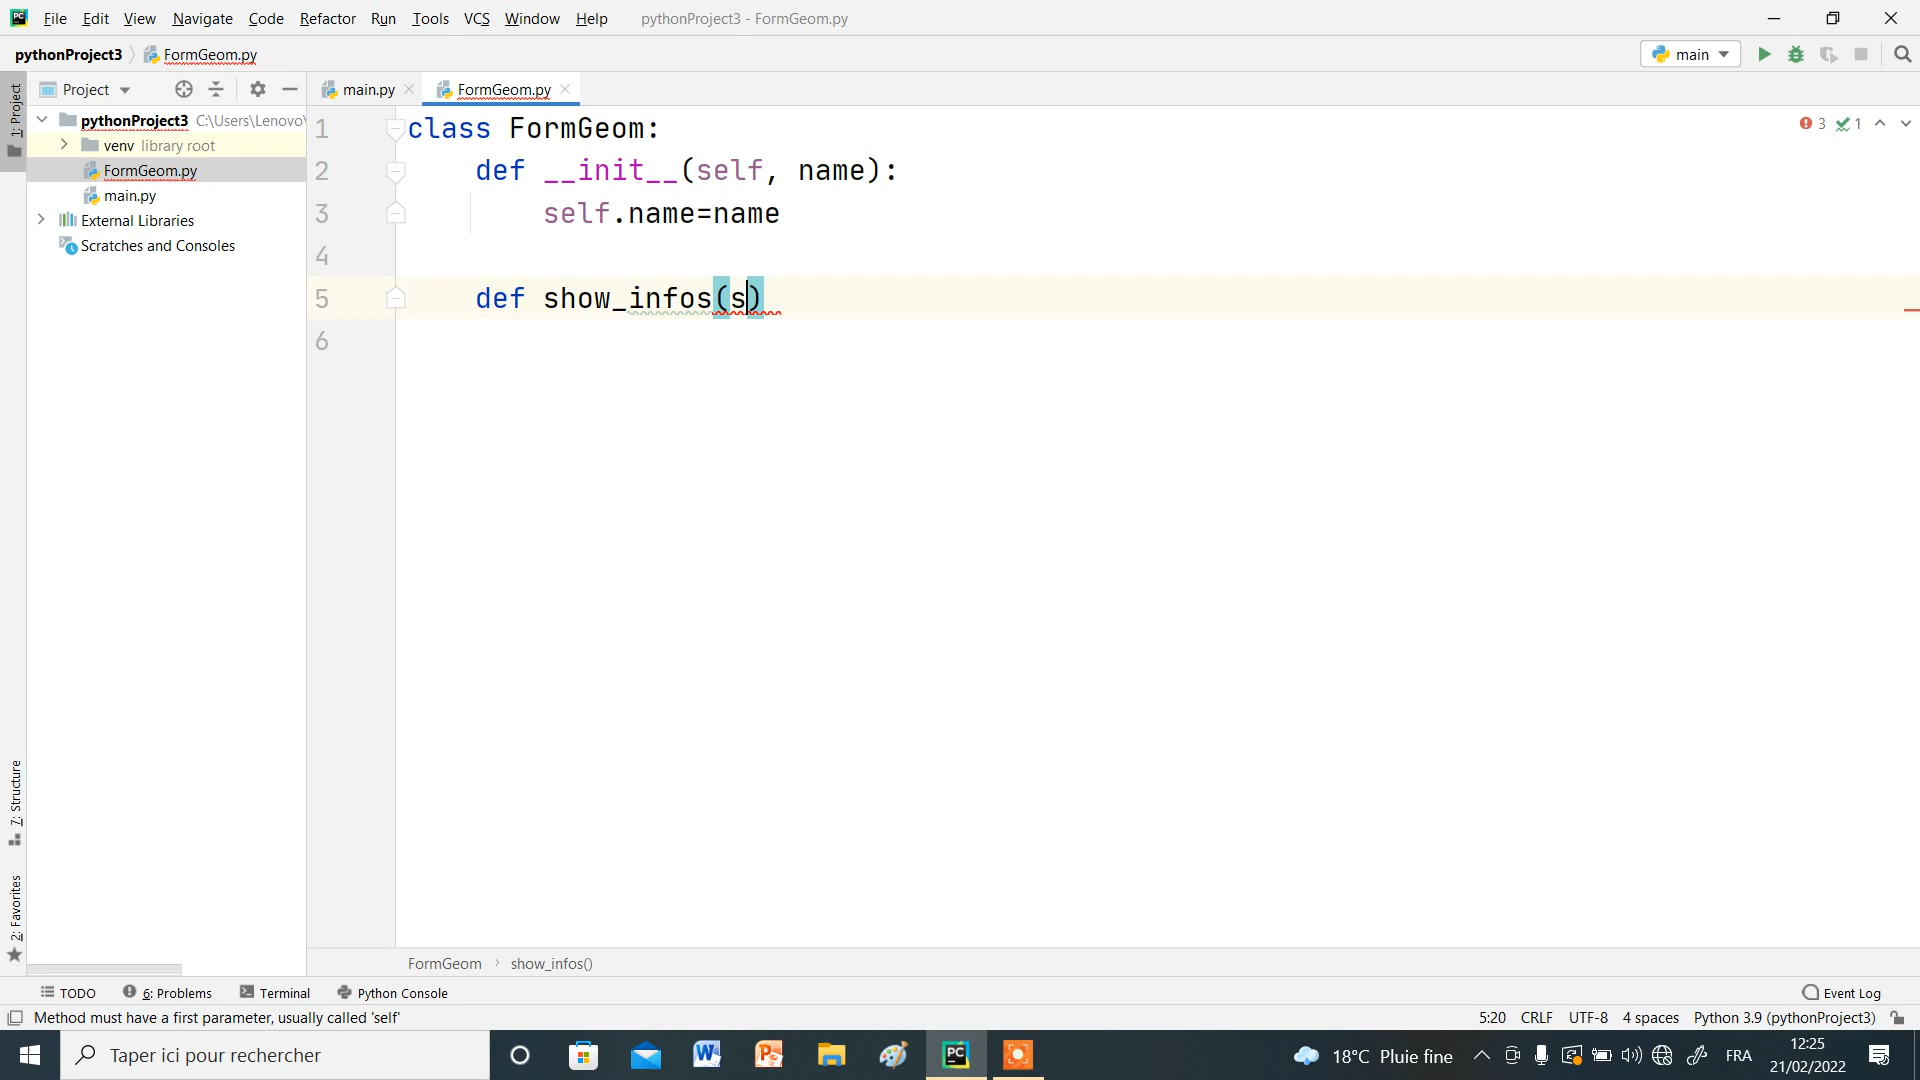 File Edit View Navigate Code Refactor Run Tools VCS Window Help pythonProject3 - FormGeom.py
pythonProject3 FormGeom.py main
1: Project
Project
main.py
FormGeom.py
pythonProject3 C:\Users\Lenovo\
venv library root
FormGeom.py
main.py
External Libraries
Scratches and Consoles
1 class FormGeom:
2 def __init__(self, name):
3 self.name=name
4
5 def show_infos(s)
6
3 1
7: Structure
2: Favorites
FormGeom › show_infos()
TODO 6: Problems Terminal Python Console Event Log
Method must have a first parameter, usually called 'self' 5:20 CRLF UTF-8 4 spaces Python 3.9 (pythonProject3)
Taper ici pour rechercher
18°C Pluie fine FRA
12:25
21/02/2022